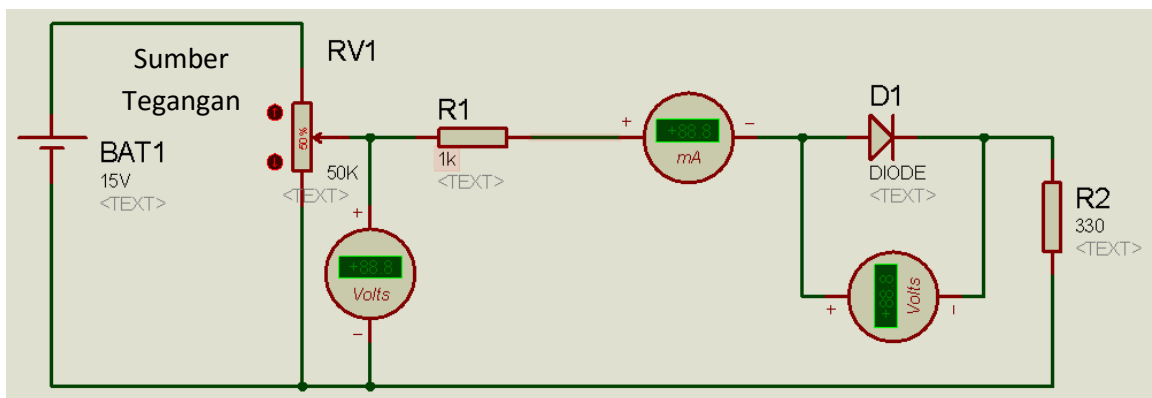 Sumber
Tegangan
RV1
50%
50K
<TEXT>
BAT1
15V
<TEXT>
R1
1k
<TEXT>
+
+88.8
Volts
−
+
+88.8
mA
−
D1
DIODE
<TEXT>
+
+88.8
Volts
−
R2
330
<TEXT>